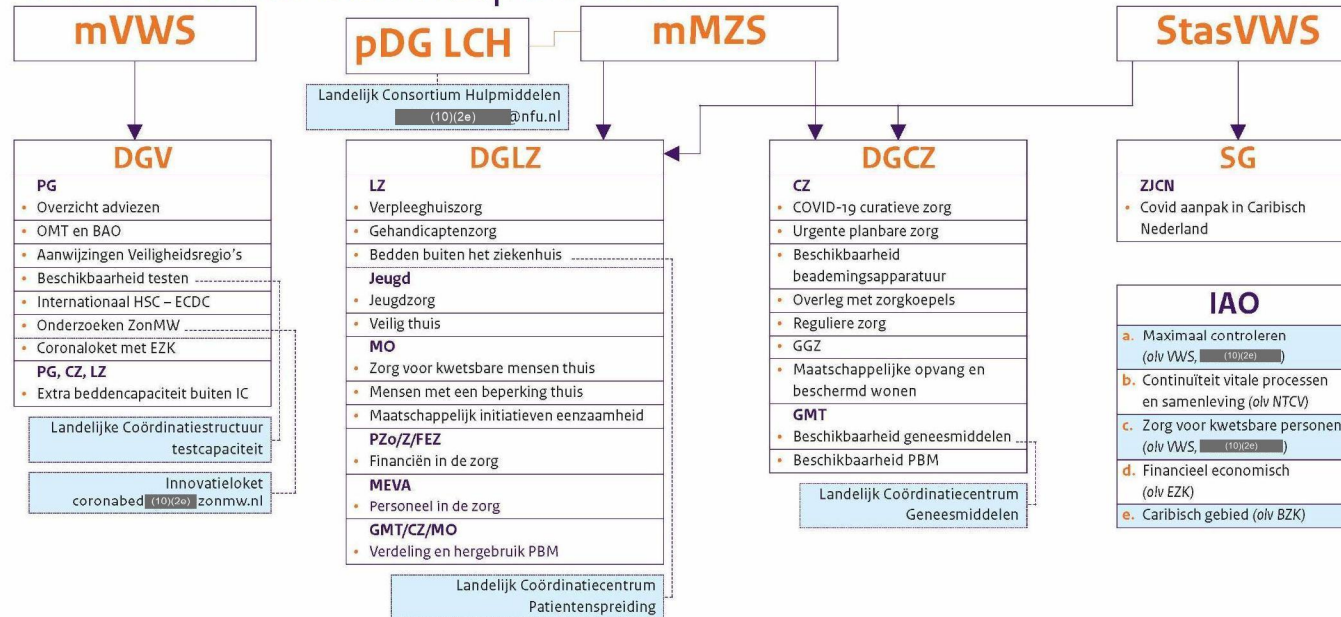 mVWS
pDG LCH
mMZS
StasVWS
Landelijk Consortium Hulpmiddelen
(10)(2e) @nfu.nl
DGV
PG
• Overzicht adviezen
• OMT en BAO
• Aanwijzingen Veiligheidsregio's
• Beschikbaarheid testen
• Internationaal HSC – ECDC
• Onderzoeken ZonMW
• Coronaloket met EZK
PG, CZ, LZ
• Extra beddencapaciteit buiten IC
Landelijke Coördinatiestructuur
testcapaciteit
Innovatieloket
coronabed (10)(2e) zonmw.nl
DGLZ
LZ
• Verpleeghuiszorg
• Gehandicaptenzorg
• Bedden buiten het ziekenhuis
Jeugd
• Jeugdzorg
• Veilig thuis
MO
• Zorg voor kwetsbare mensen thuis
• Mensen met een beperking thuis
• Maatschappelijk initiatieven eenzaamheid
PZo/Z/FEZ
• Financiën in de zorg
MEVA
• Personeel in de zorg
GMT/CZ/MO
• Verdeling en hergebruik PBM
Landelijk Coördinatiecentrum
Patientenspreiding
DGCZ
CZ
• COVID-19 curatieve zorg
• Urgente planbare zorg
• Beschikbaarheid
beademingsapparatuur
• Overleg met zorgkoepels
• Reguliere zorg
• GGZ
• Maatschappelijke opvang en
beschermd wonen
GMT
• Beschikbaarheid geneesmiddelen
• Beschikbaarheid PBM
Landelijk Coördinatiecentrum
Geneesmiddelen
SG
ZJCN
• Covid aanpak in Caribisch
Nederland
IAO
a. Maximaal controleren
(olv VWS, (10)(2e) )
b. Continuïteit vitale processen
en samenleving (olv NTCV)
c. Zorg voor kwetsbare personen
(olv VWS, (10)(2e) )
d. Financieel economisch
(olv EZK)
e. Caribisch gebied (olv BZK)